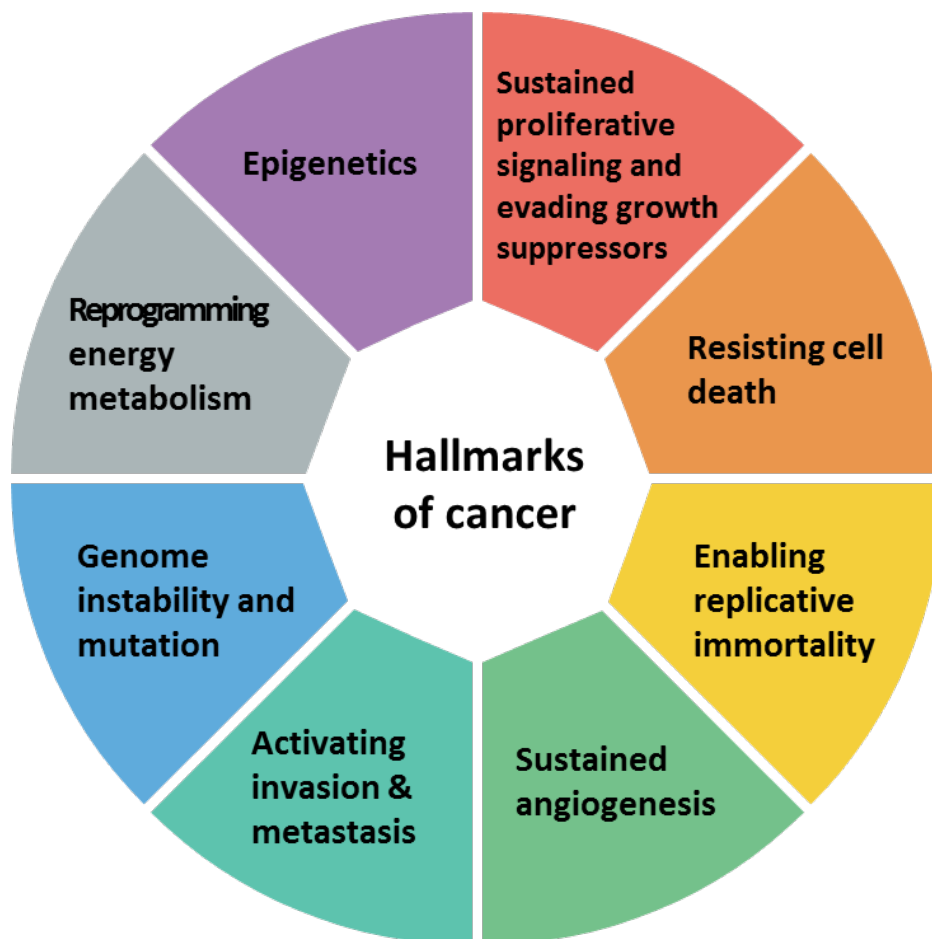 Epigenetics
Sustained
proliferative
signaling and
evading growth
suppressors
Resisting cell
death
Enabling
replicative
immortality
Sustained
angiogenesis
Activating
invasion &
metastasis
Genome
instability and
mutation
Reprogramming
energy
metabolism
Hallmarks
of cancer